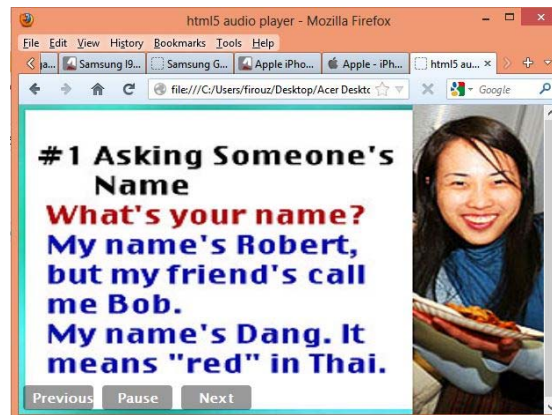 html5 audio player - Mozilla Firefox
File Edit View History Bookmarks Tools Help
ja... Samsung I9... Samsung G... Apple iPho... Apple - iPh... html5 au...
file:///C:/Users/firouz/Desktop/Acer Deskto Google
#1 Asking Someone's
Name
What's your name?
My name's Robert,
but my friend's call
me Bob.
My name's Dang. It
means "red" in Thai.
Previous Pause Next